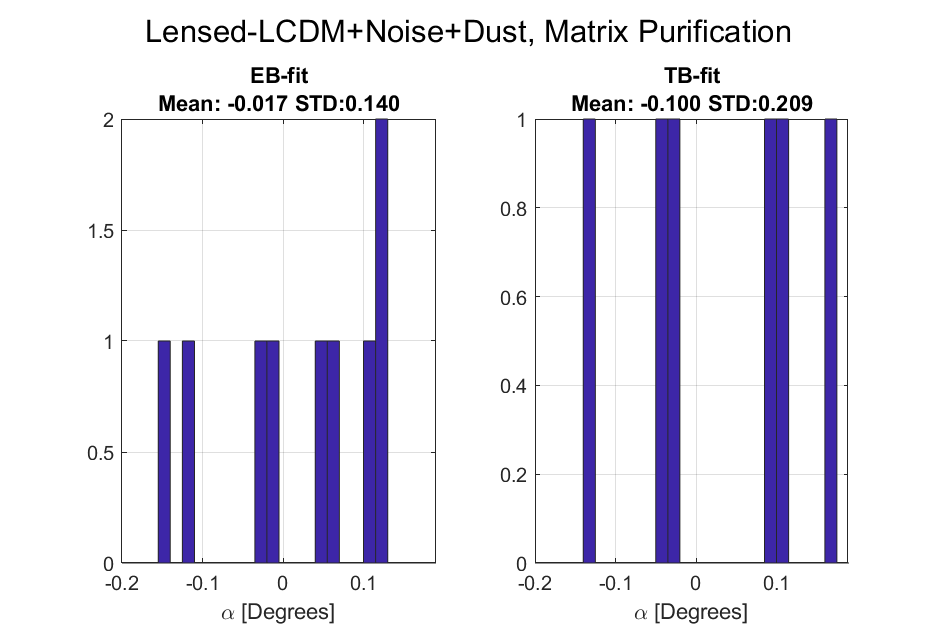 Lensed-LCDM+Noise+Dust, Matrix Purification
EB-fit
Mean: -0.017 STD:0.140
2
1.5
1
0.5
0
-0.2
-0.1
0
0.1
α [Degrees]
TB-fit
Mean: -0.100 STD:0.209
1
0.8
0.6
0.4
0.2
0
-0.2
-0.1
0
0.1
α [Degrees]